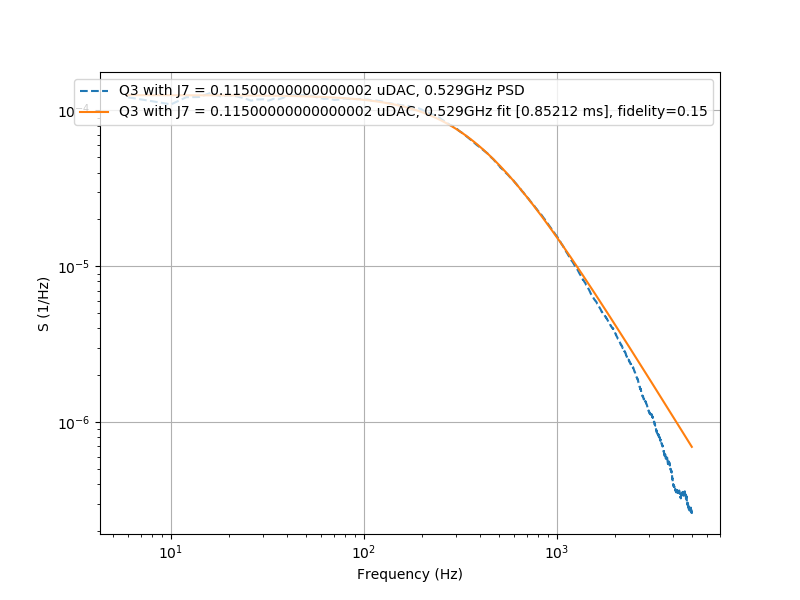 Q3 with J7 = 0.11500000000000002 uDAC, 0.529GHz PSD
Q3 with J7 = 0.11500000000000002 uDAC, 0.529GHz fit [0.85212 ms], fidelity=0.15
10⁻⁴
10⁻⁵
10⁻⁶
S (1/Hz)
10¹ 10² 10³
Frequency (Hz)